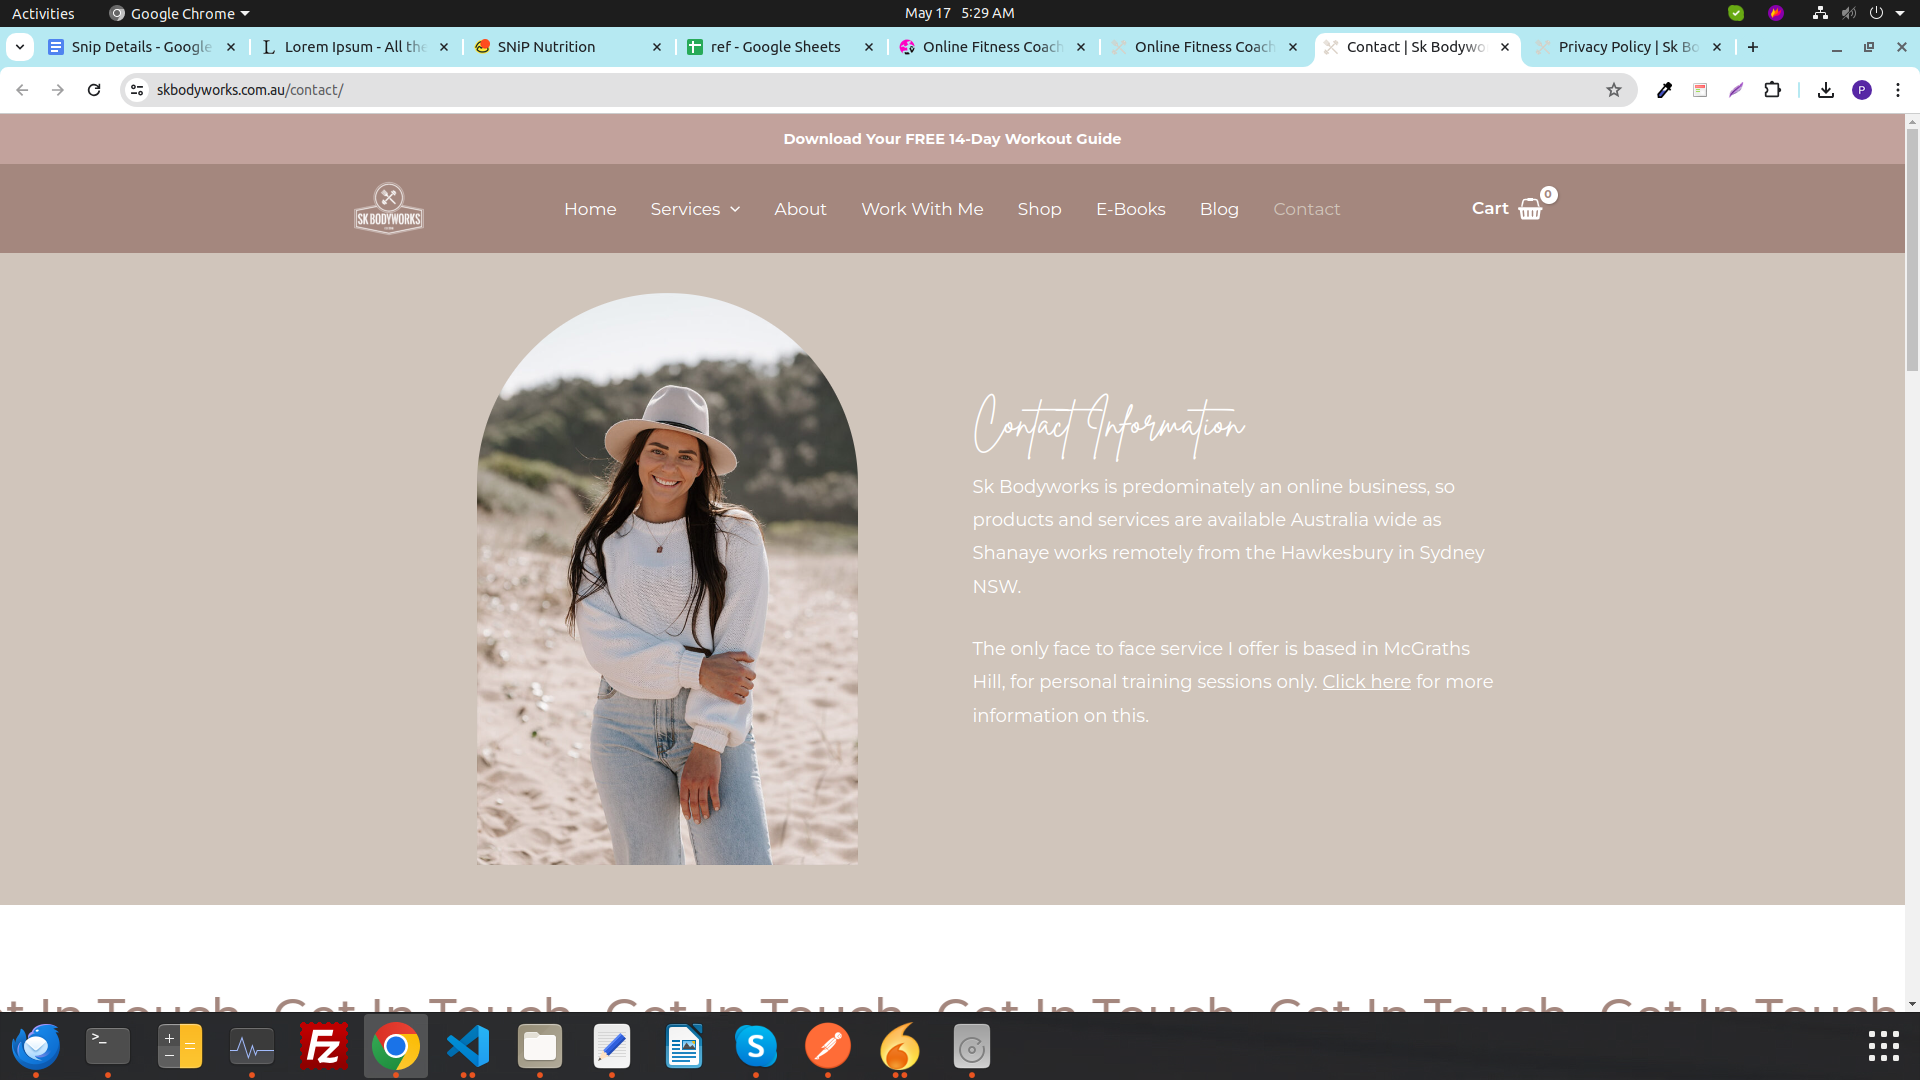 Activities
Google Chrome
May 17 5:29 AM
Snip Details - Google
Lorem Ipsum - All the
SNiP Nutrition
ref - Google Sheets
Online Fitness Coach
Online Fitness Coach
Contact | Sk Bodywo
Privacy Policy | Sk Bo
skbodyworks.com.au/contact/
P
Download Your FREE 14-Day Workout Guide
SK BODYWORKS
Home
Services
About
Work With Me
Shop
E-Books
Blog
Contact
Cart
0
Contact Information
Sk Bodyworks is predominately an online business, so
products and services are available Australia wide as
Shanaye works remotely from the Hawkesbury in Sydney
NSW.
The only face to face service I offer is based in McGraths
Hill, for personal training sessions only. Click here for more
information on this.
t In Touch Get In Touch Get In Touch Get In Touch Get In Touch Get In Touch